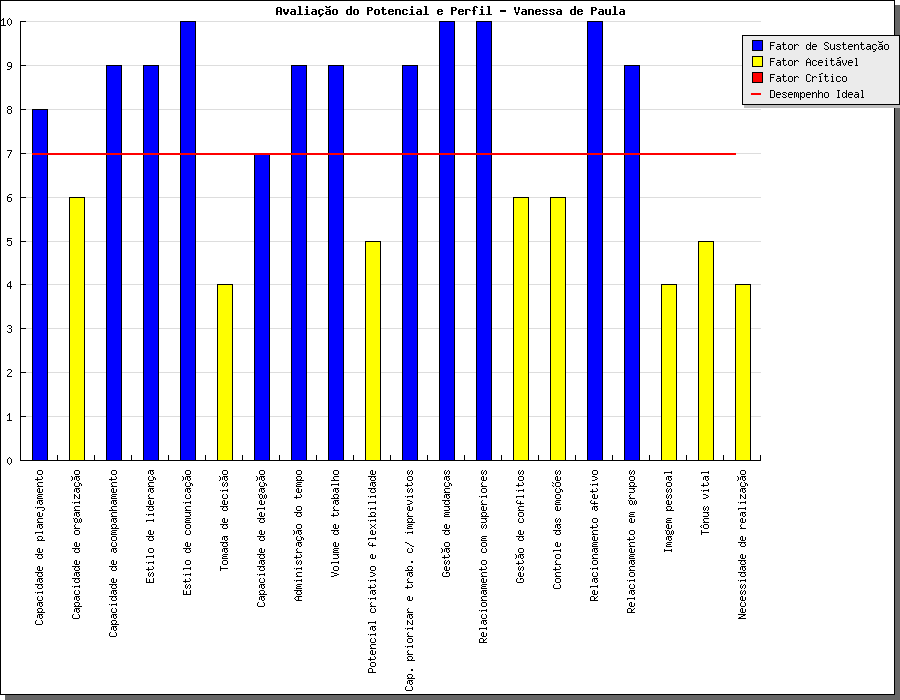 Avaliação do Potencial e Perfil - Vanessa de Paula
Fator de Sustentação
Fator Aceitável
Fator Crítico
Desempenho Ideal
10
9
8
7
6
5
4
3
2
1
0
Capacidade de planejamento
Capacidade de organização
Capacidade de acompanhamento
Estilo de liderança
Estilo de comunicação
Tomada de decisão
Capacidade de delegação
Administração do tempo
Volume de trabalho
Potencial criativo e flexibilidade
Cap. priorizar e trab. c/ imprevistos
Gestão de mudanças
Relacionamento com superiores
Gestão de conflitos
Controle das emoções
Relacionamento afetivo
Relacionamento em grupos
Imagem pessoal
Tônus vital
Necessidade de realização